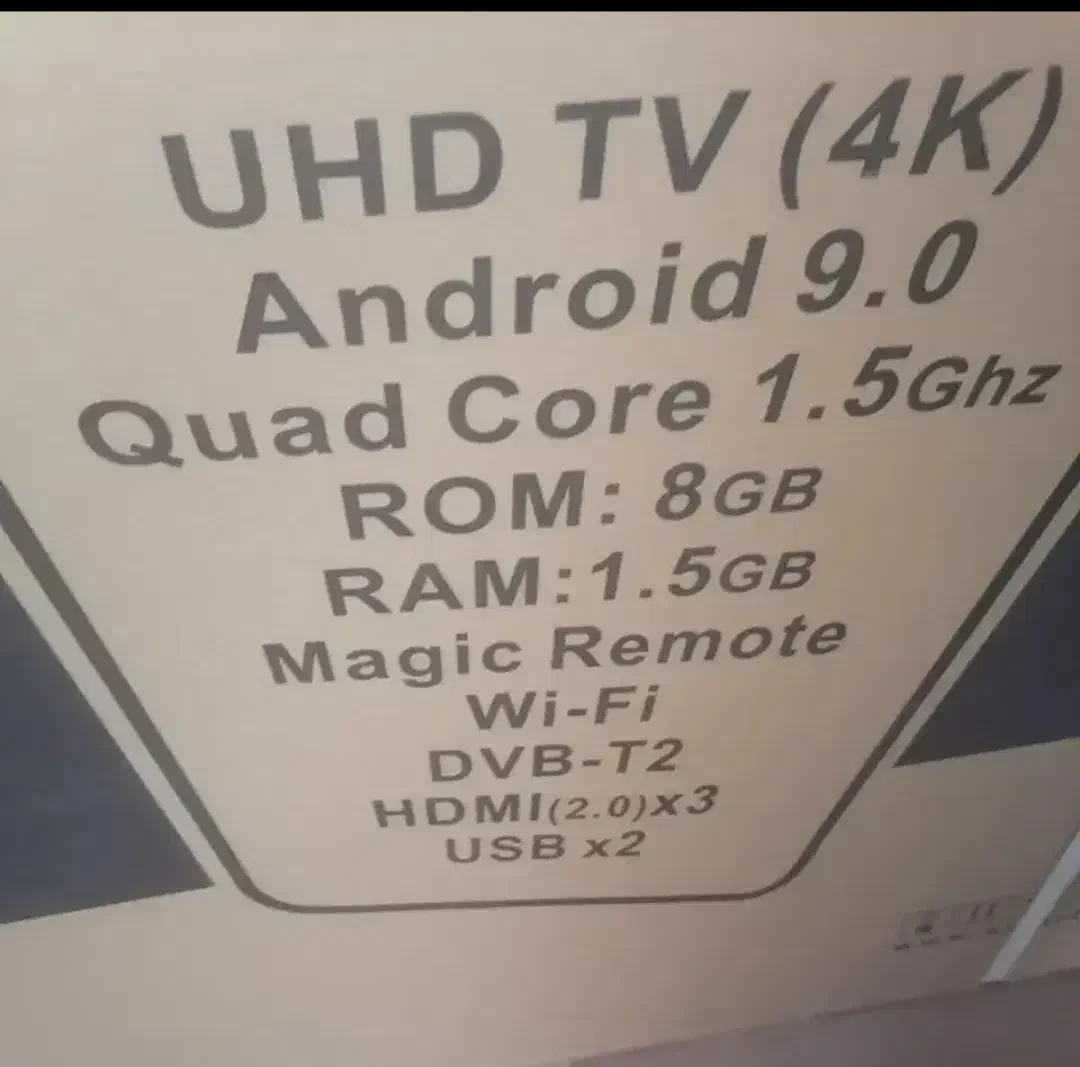 UHD TV (4K)
Android 9.0
Quad Core 1.5Ghz
ROM: 8GB
RAM:1.5GB
Magic Remote
Wi-Fi
DVB-T2
HDMI(2.0)x3
USB x2